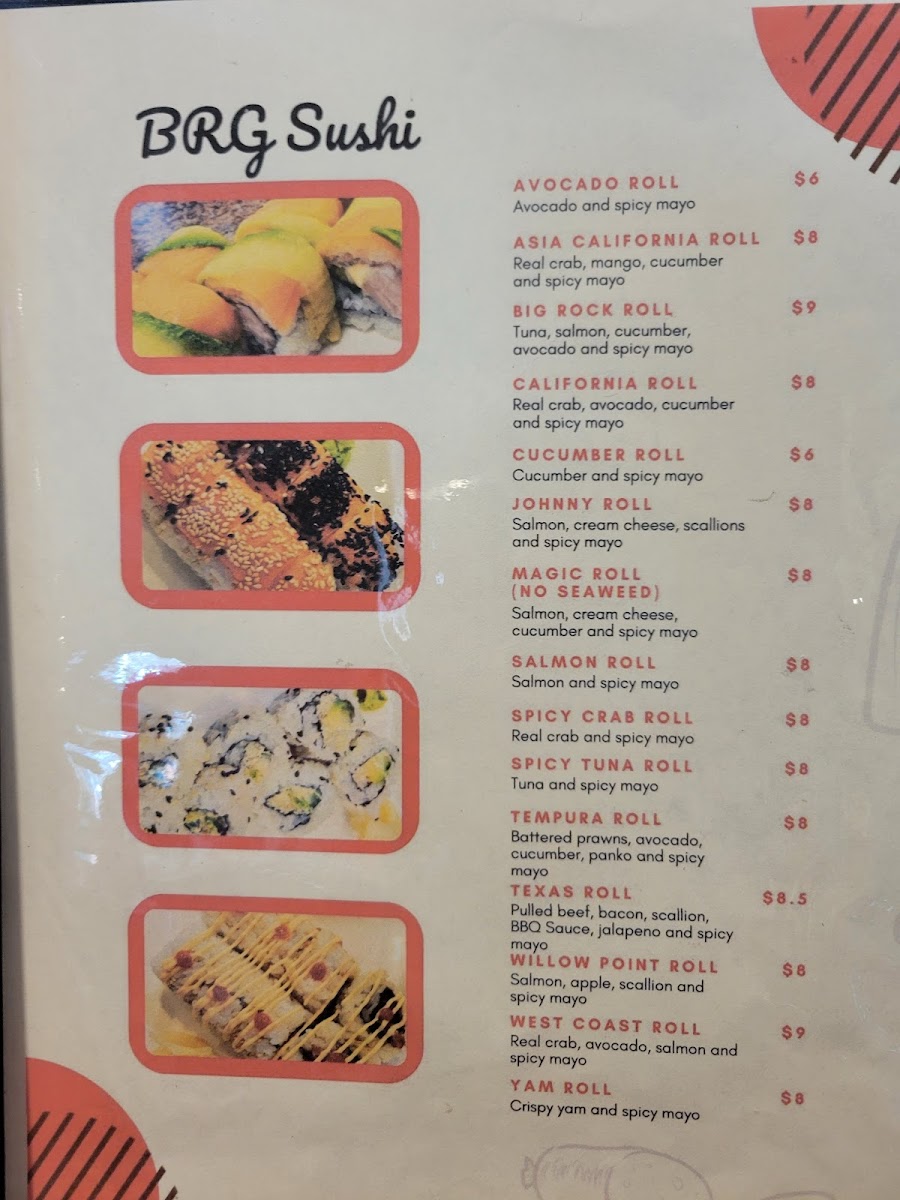 BRG Sushi
AVOCADO ROLL $6
Avocado and spicy mayo
ASIA CALIFORNIA ROLL $8
Real crab, mango, cucumber
and spicy mayo
BIG ROCK ROLL $9
Tuna, salmon, cucumber,
avocado and spicy mayo
CALIFORNIA ROLL $8
Real crab, avocado, cucumber
and spicy mayo
CUCUMBER ROLL $6
Cucumber and spicy mayo
JOHNNY ROLL $8
Salmon, cream cheese, scallions
and spicy mayo
MAGIC ROLL $8
(NO SEAWEED)
Salmon, cream cheese,
cucumber and spicy mayo
SALMON ROLL $8
Salmon and spicy mayo
SPICY CRAB ROLL $8
Real crab and spicy mayo
SPICY TUNA ROLL $8
Tuna and spicy mayo
TEMPURA ROLL $8
Battered prawns, avocado,
cucumber, panko and spicy
mayo
TEXAS ROLL $8.5
Pulled beef, bacon, scallion,
BBQ Sauce, jalapeno and spicy
mayo
WILLOW POINT ROLL $8
Salmon, apple, scallion and
spicy mayo
WEST COAST ROLL $9
Real crab, avocado, salmon and
spicy mayo
YAM ROLL $8
Crispy yam and spicy mayo